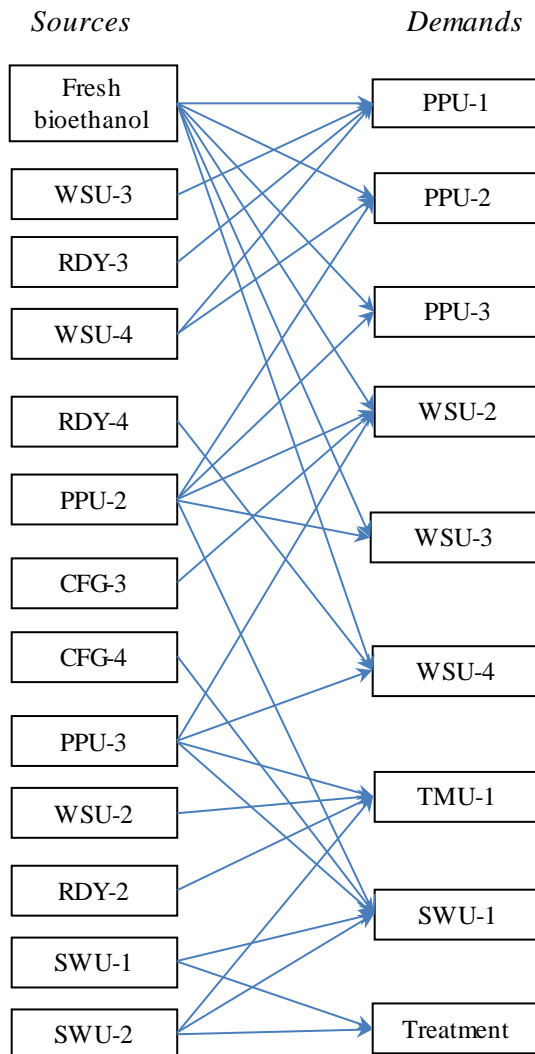 Sources
Demands
Fresh
bioethanol
PPU-1
WSU-3
PPU-2
RDY-3
WSU-4
PPU-3
RDY-4
WSU-2
PPU-2
WSU-3
CFG-3
CFG-4
WSU-4
PPU-3
TMU-1
WSU-2
RDY-2
SWU-1
SWU-1
SWU-2
Treatment